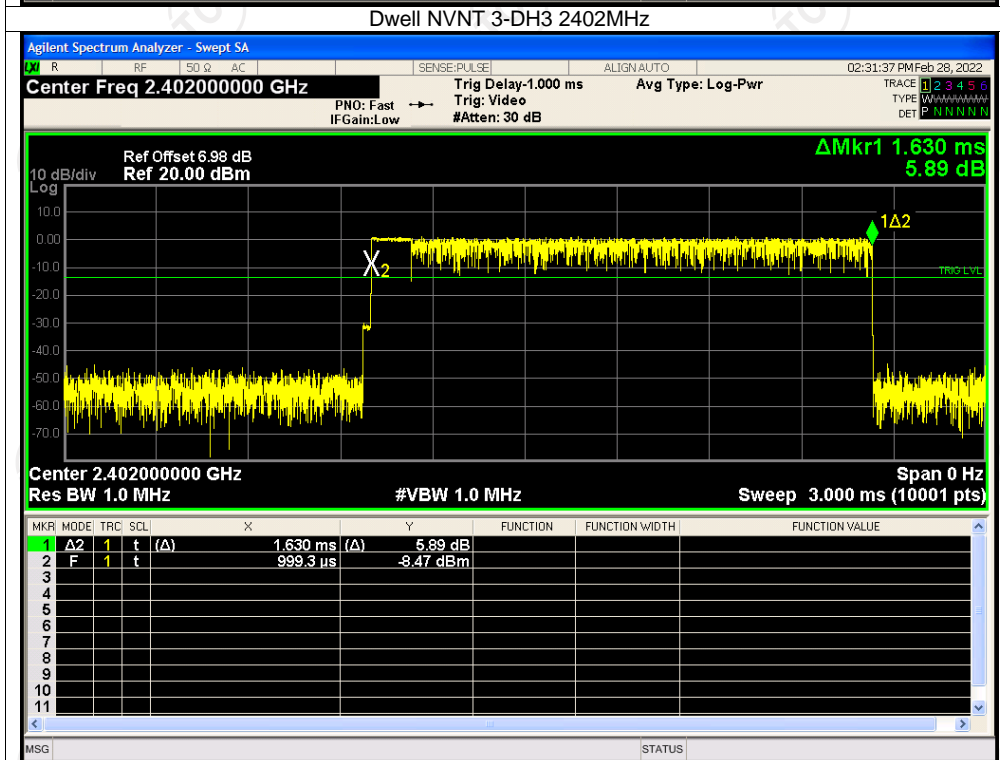 Dwell NVNT 3-DH3 2402MHz
Agilent Spectrum Analyzer - Swept SA
LXI R RF 50 Ω AC SENSE:PULSE ALIGN AUTO 02:31:37 PM Feb 28, 2022
Center Freq 2.402000000 GHz
Trig Delay-1.000 ms Avg Type: Log-Pwr TRACE 1 2 3 4 5 6
PNO: Fast Trig: Video TYPE W
IFGain:Low #Atten: 30 dB DET P N N N N N
ΔMkr1 1.630 ms
5.89 dB
Ref Offset 6.98 dB
10 dB/div Ref 20.00 dBm
Log
10.0
0.00
-10.0
-20.0
-30.0
-40.0
-50.0
-60.0
-70.0
1Δ2
X2
TRIG LVL
Center 2.402000000 GHz Span 0 Hz
Res BW 1.0 MHz #VBW 1.0 MHz Sweep 3.000 ms (10001 pts)
MKR MODE TRC SCL X Y FUNCTION FUNCTION WIDTH FUNCTION VALUE
1 Δ2 1 t (Δ) 1.630 ms (Δ) 5.89 dB
2 F 1 t 999.3 µs -8.47 dBm
3
4
5
6
7
8
9
10
11
MSG STATUS